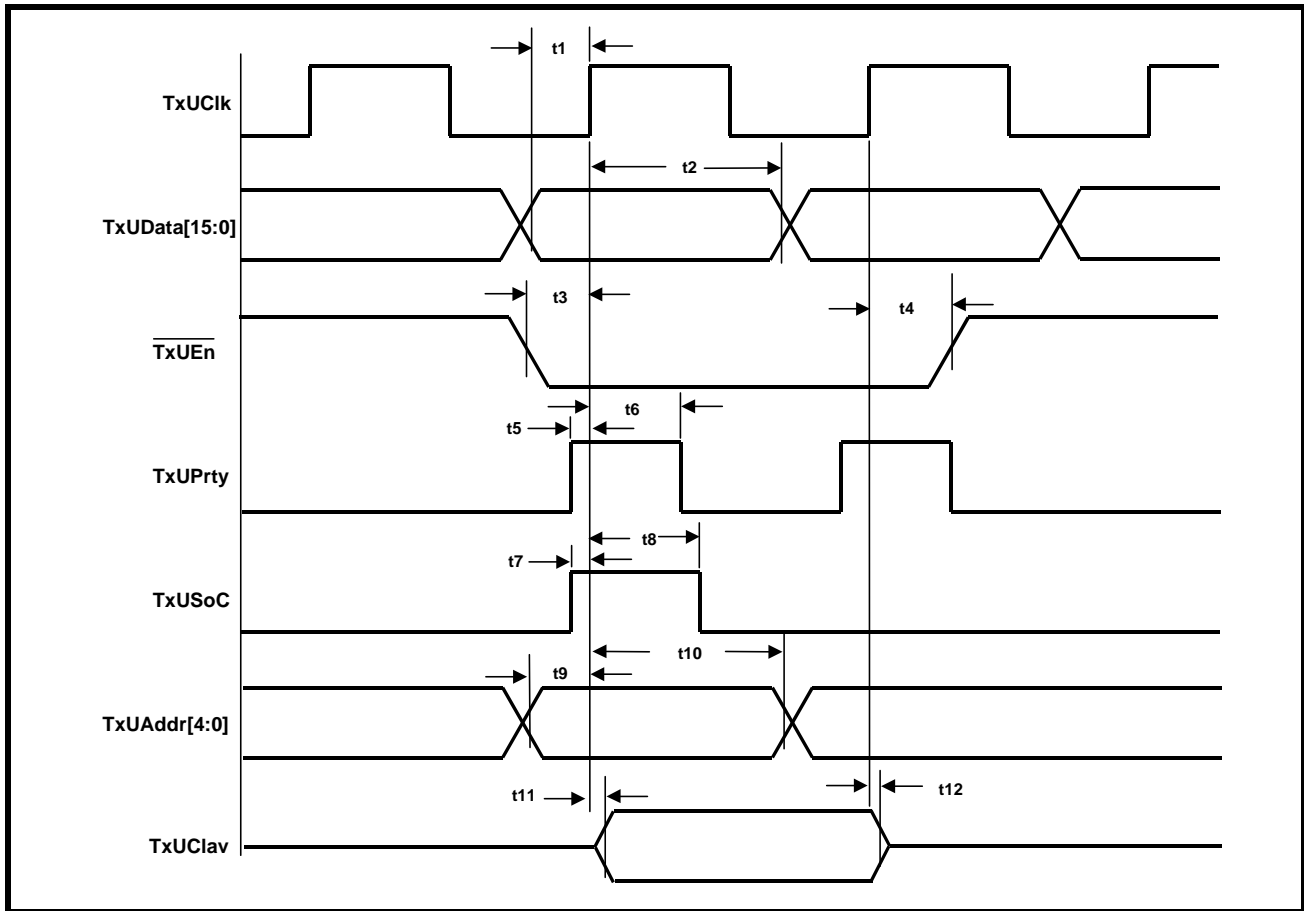 t1
TxUClk
t2
TxUData[15:0]
t3
t4
TxUEn
t6
t5
TxUPrty
t8
t7
TxUSoC
t10
t9
TxUAddr[4:0]
t11
t12
TxUClav